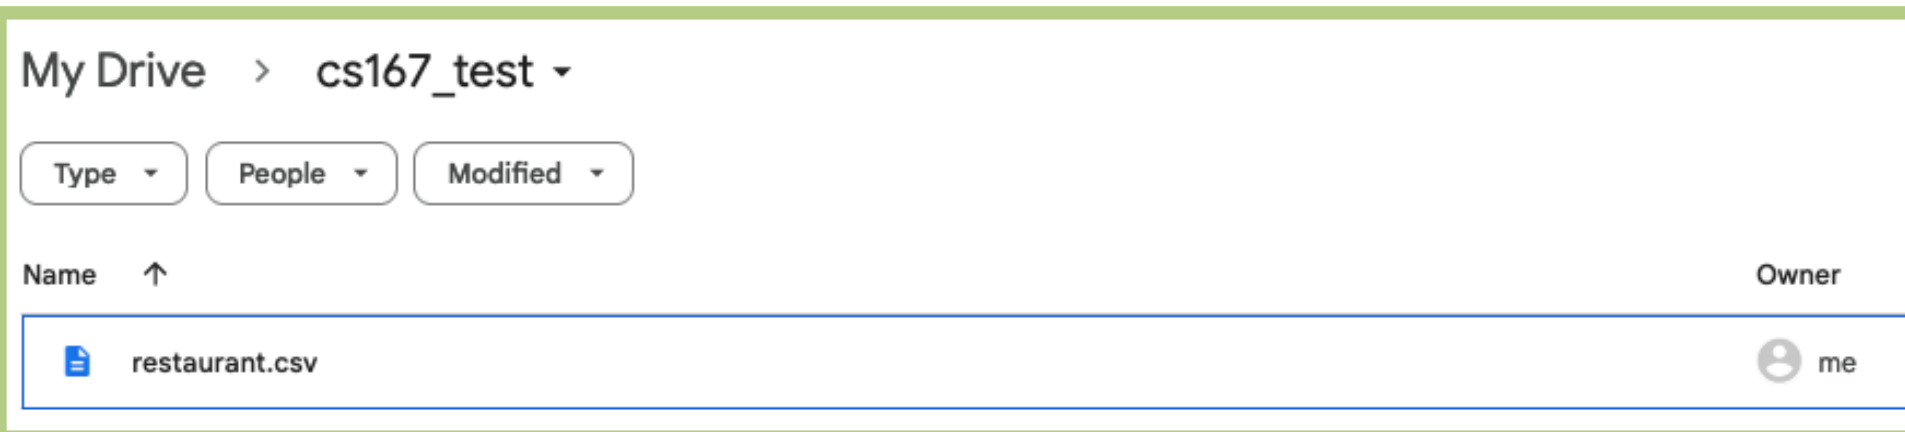 My Drive > cs167_test
Type People Modified
Name ↑ Owner
restaurant.csv me